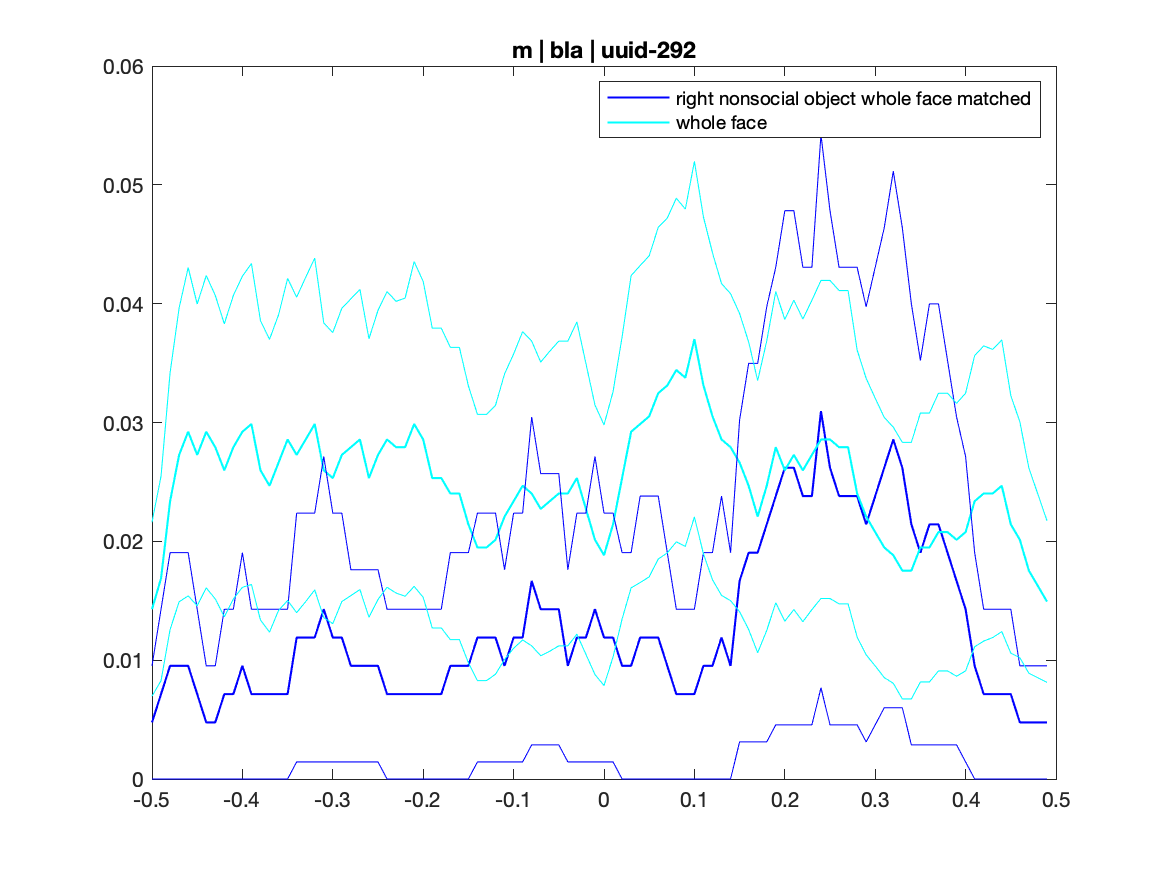 m | bla | uuid-292
right nonsocial object whole face matched
whole face
0.06
0.05
0.04
0.03
0.02
0.01
0
-0.5 -0.4 -0.3 -0.2 -0.1 0 0.1 0.2 0.3 0.4 0.5